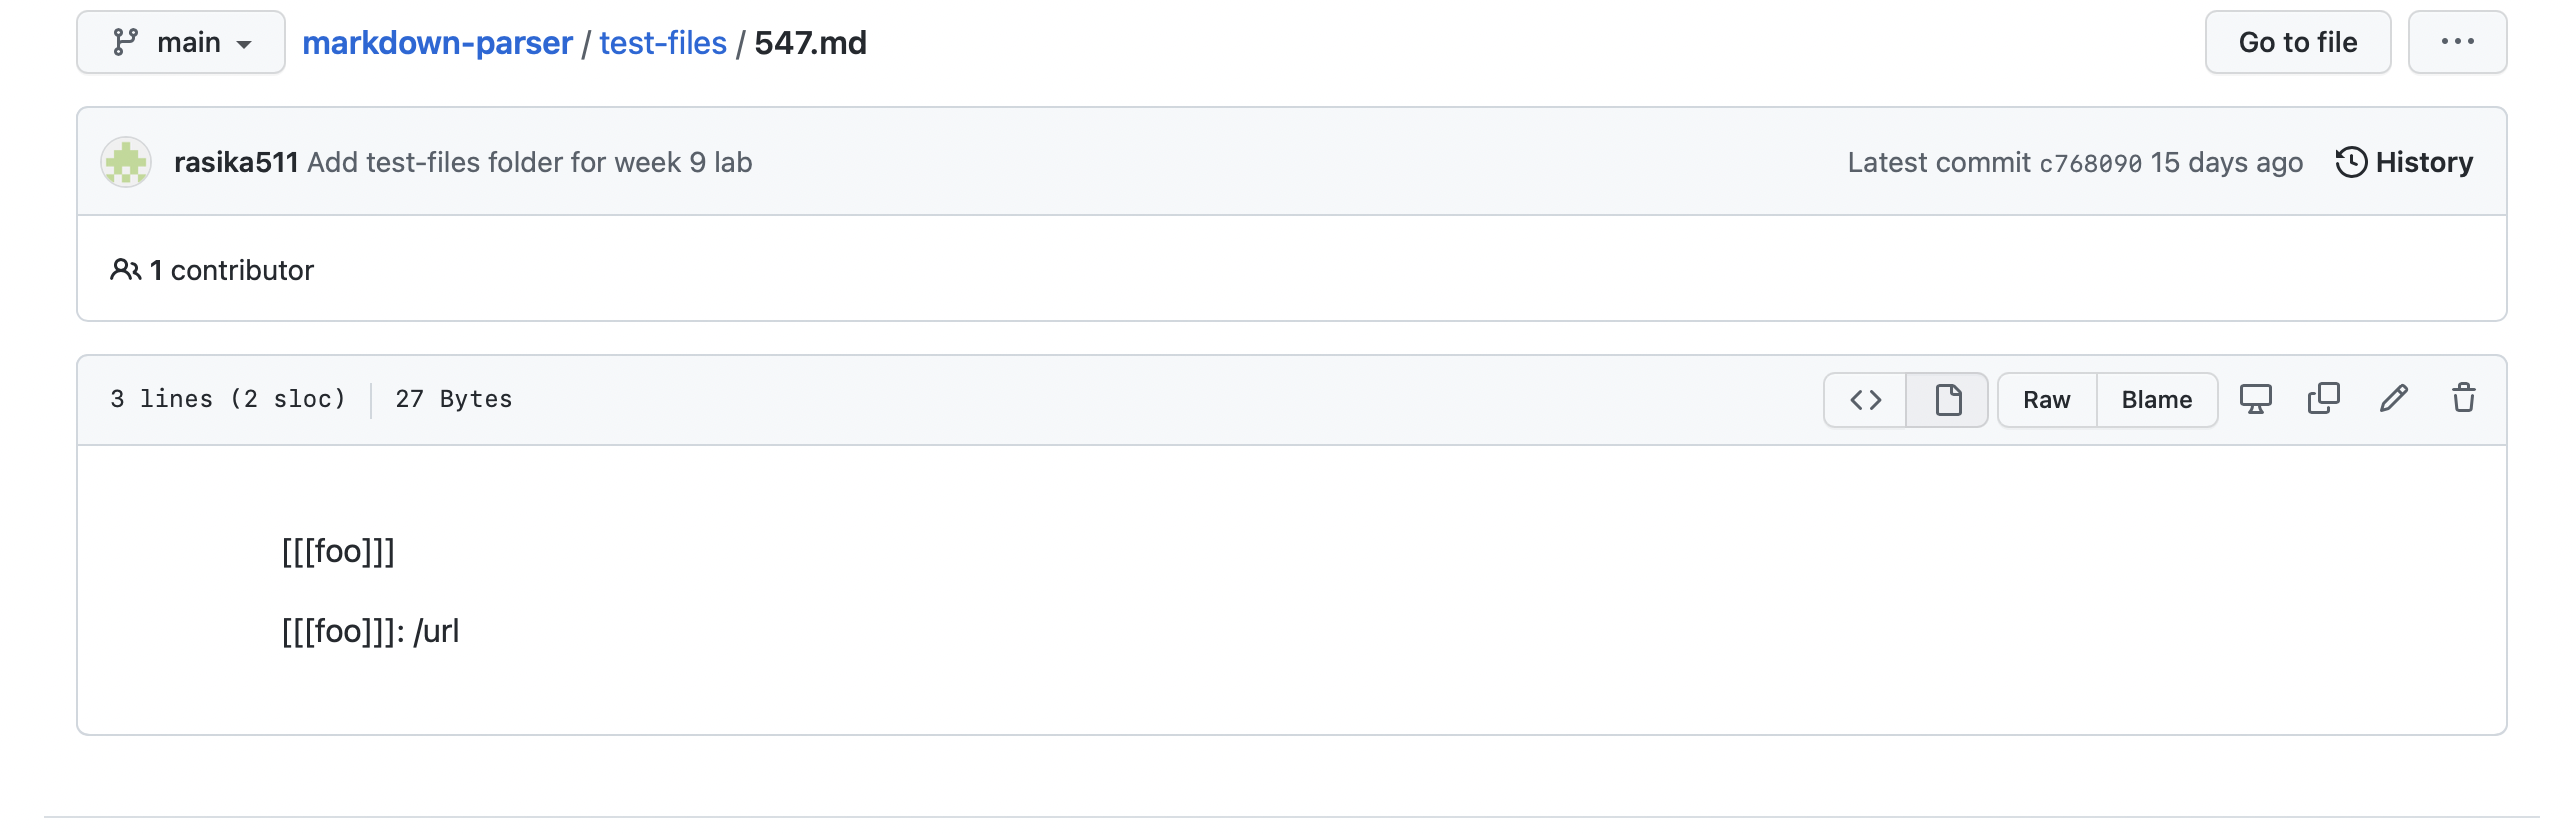 main markdown-parser / test-files / 547.md Go to file ...
rasika511 Add test-files folder for week 9 lab Latest commit c768090 15 days ago History
1 contributor
3 lines (2 sloc) 27 Bytes <> Raw Blame
[[[foo]]]
[[[foo]]]: /url